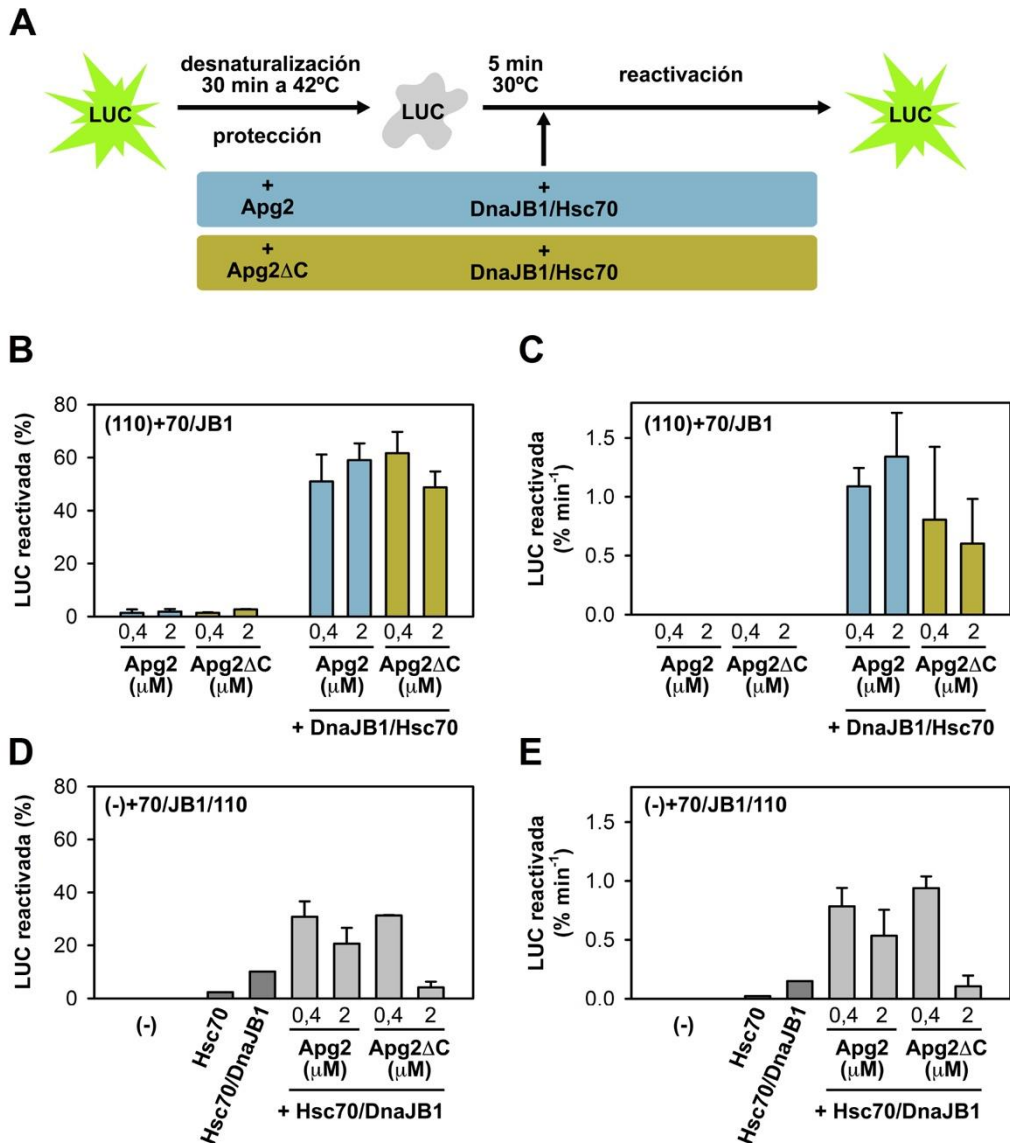 A
desnaturalización
30 min a 42ºC
5 min
30ºC
reactivación
LUC
LUC
LUC
protección
+
+
Apg2
DnaJB1/Hsc70
+
+
Apg2ΔC
DnaJB1/Hsc70
B
LUC reactivada (%)
80
60
40
20
0
(110)+70/JB1
0,4 2 0,4 2 0,4 2 0,4 2
Apg2 Apg2ΔC Apg2 Apg2ΔC
(μM) (μM) (μM) (μM)
+ DnaJB1/Hsc70
C
LUC reactivada
(% min⁻¹)
1.5
1.0
0.5
0.0
(110)+70/JB1
0,4 2 0,4 2 0,4 2 0,4 2
Apg2 Apg2ΔC Apg2 Apg2ΔC
(μM) (μM) (μM) (μM)
+ DnaJB1/Hsc70
D
LUC reactivada (%)
80
60
40
20
0
(-)+70/JB1/110
(-)
Hsc70
Hsc70/DnaJB1
0,4 2 0,4 2
Apg2 Apg2ΔC
(μM) (μM)
+ Hsc70/DnaJB1
E
LUC reactivada
(% min⁻¹)
1.5
1.0
0.5
0.0
(-)+70/JB1/110
(-)
Hsc70
Hsc70/DnaJB1
0,4 2 0,4 2
Apg2 Apg2ΔC
(μM) (μM)
+ Hsc70/DnaJB1